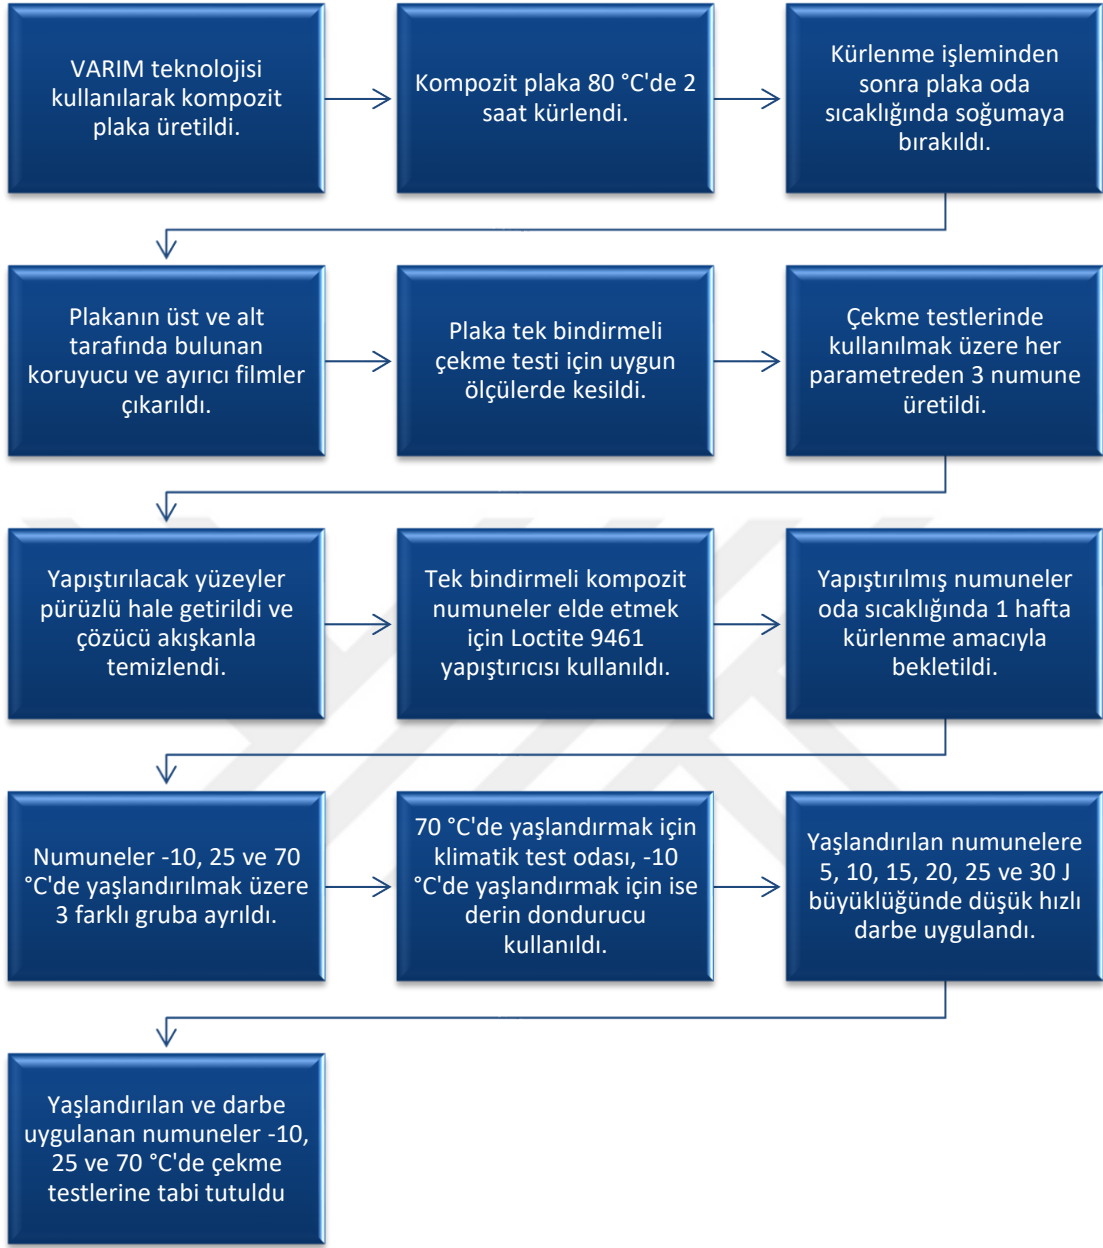 VARIM teknolojisi
kullanılarak kompozit
plaka üretildi.
Kompozit plaka 80 °C'de 2
saat kürlendi.
Kürlenme işleminden
sonra plaka oda
sıcaklığında soğumaya
bırakıldı.
Plakanın üst ve alt
tarafında bulunan
koruyucu ve ayırıcı filmler
çıkarıldı.
Plaka tek bindirmeli
çekme testi için uygun
ölçülerde kesildi.
Çekme testlerinde
kullanılmak üzere her
parametreden 3 numune
üretildi.
Yapıştırılacak yüzeyler
pürüzlü hale getirildi ve
çözücü akışkanla
temizlendi.
Tek bindirmeli kompozit
numuneler elde etmek
için Loctite 9461
yapıştırıcısı kullanıldı.
Yapıştırılmış numuneler
oda sıcaklığında 1 hafta
kürlenme amacıyla
bekletildi.
Numuneler -10, 25 ve 70
°C'de yaşlandırılmak üzere
3 farklı gruba ayrıldı.
70 °C'de yaşlandırmak için
klimatik test odası, -10
°C'de yaşlandırmak için ise
derin dondurucu
kullanıldı.
Yaşlandırılan numunelere
5, 10, 15, 20, 25 ve 30 J
büyüklüğünde düşük hızlı
darbe uygulandı.
Yaşlandırılan ve darbe
uygulanan numuneler -10,
25 ve 70 °C'de çekme
testlerine tabi tutuldu